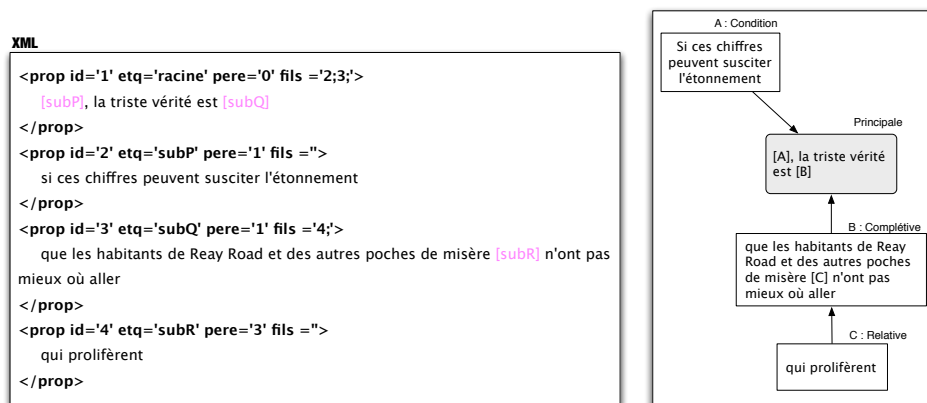 XML
<prop id='1' etq='racine' pere='0' fils ='2;3;'>
[subP], la triste vérité est [subQ]
</prop>
<prop id='2' etq='subP' pere='1' fils =''>
si ces chiffres peuvent susciter l'étonnement
</prop>
<prop id='3' etq='subQ' pere='1' fils ='4;'>
que les habitants de Reay Road et des autres poches de misère [subR] n'ont pas
mieux où aller
</prop>
<prop id='4' etq='subR' pere='3' fils =''>
qui prolifèrent
</prop>
A : Condition
Si ces chiffres
peuvent susciter
l'étonnement
Principale
[A], la triste vérité
est [B]
B : Complétive
que les habitants de Reay
Road et des autres poches
de misère [C] n'ont pas
mieux où aller
C : Relative
qui prolifèrent